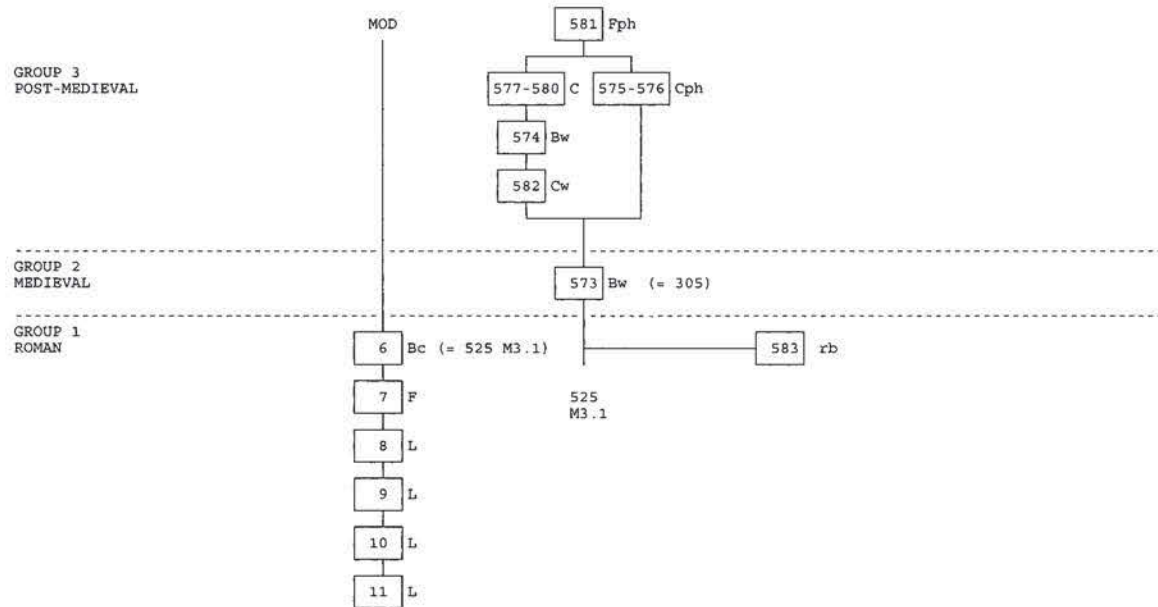 MOD
581 Fph
GROUP 3
POST-MEDIEVAL
577-580 C
575-576 Cph
574 Bw
582 Cw
GROUP 2
MEDIEVAL
573 Bw (= 305)
GROUP 1
ROMAN
6 Bc (= 525 M3.1)
583 rb
7 F
525
M3.1
8 L
9 L
10 L
11 L